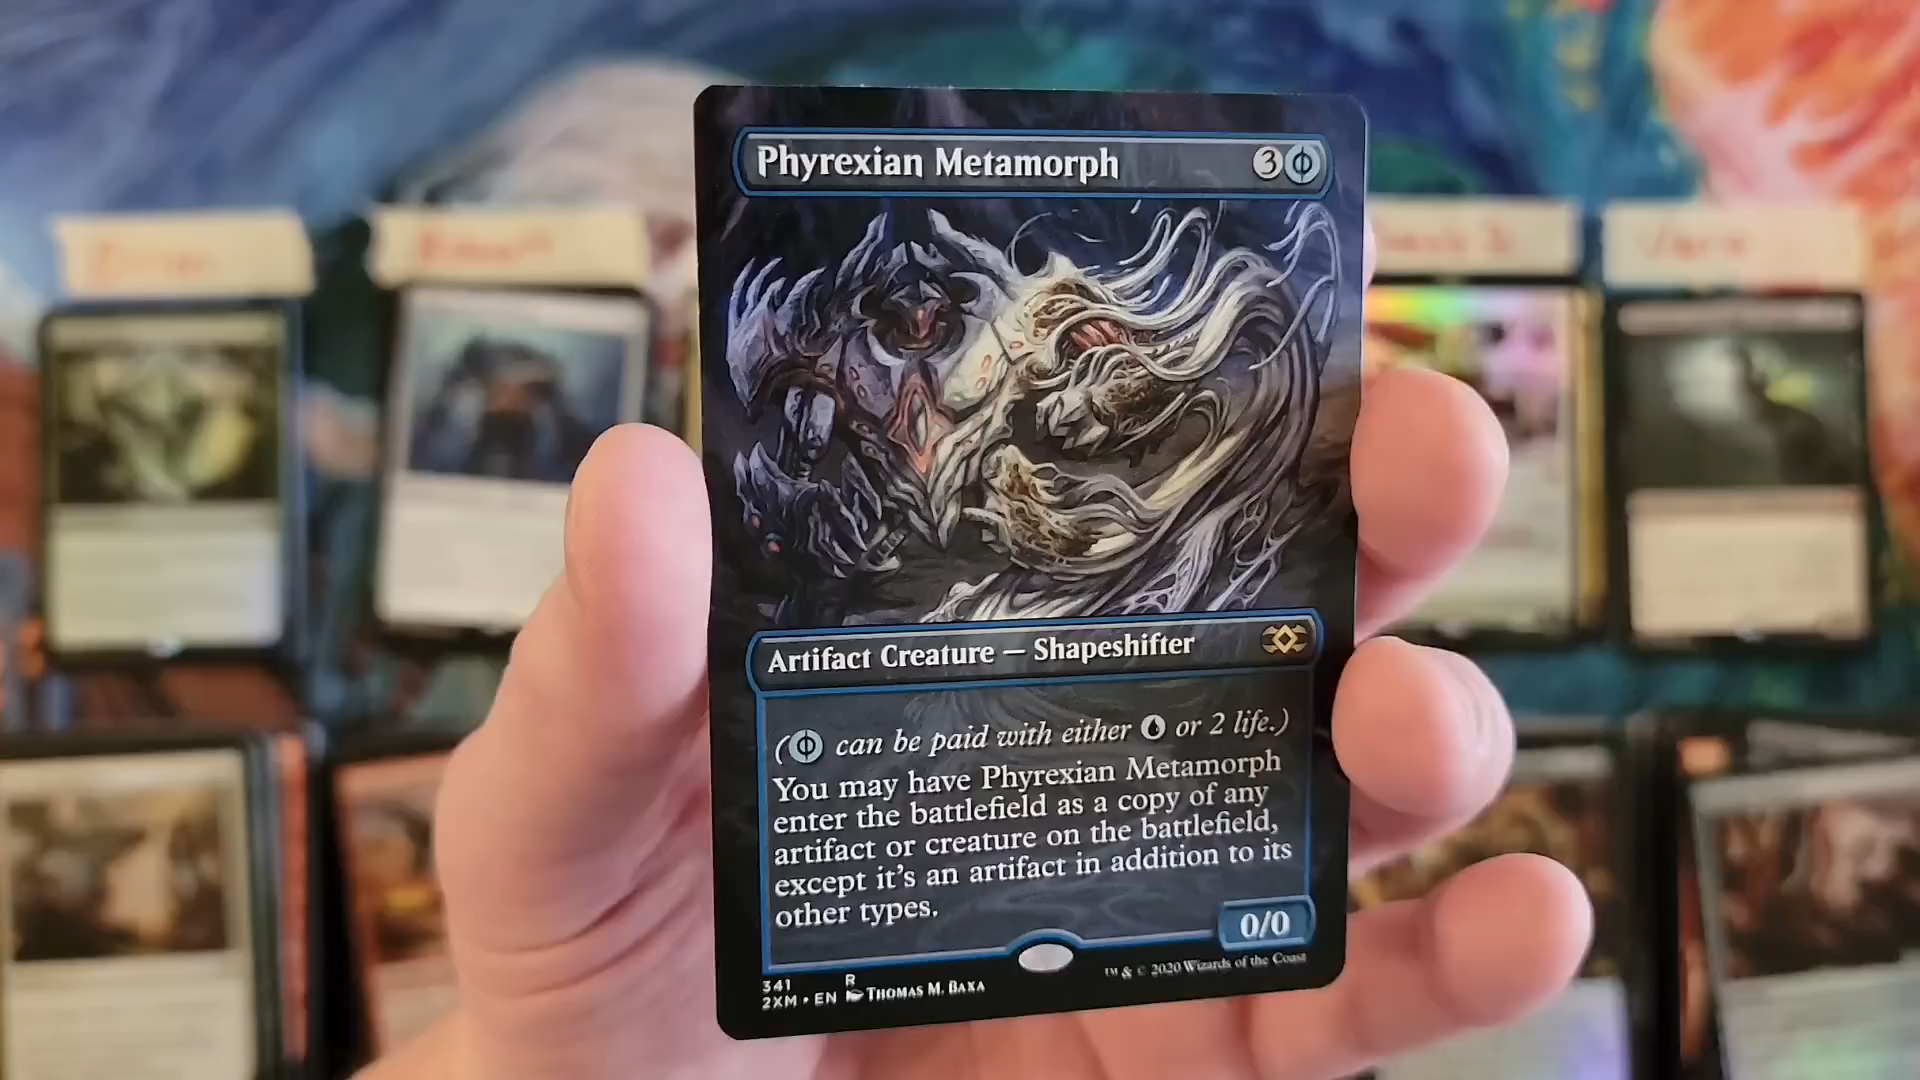 Phyrexian Metamorph 3
Artifact Creature — Shapeshifter
( can be paid with either or 2 life.)
You may have Phyrexian Metamorph
enter the battlefield as a copy of any
artifact or creature on the battlefield,
except it's an artifact in addition to its
other types.
0/0
341 R
2XM • EN Thomas M. Baxa
™ & © 2020 Wizards of the Coast